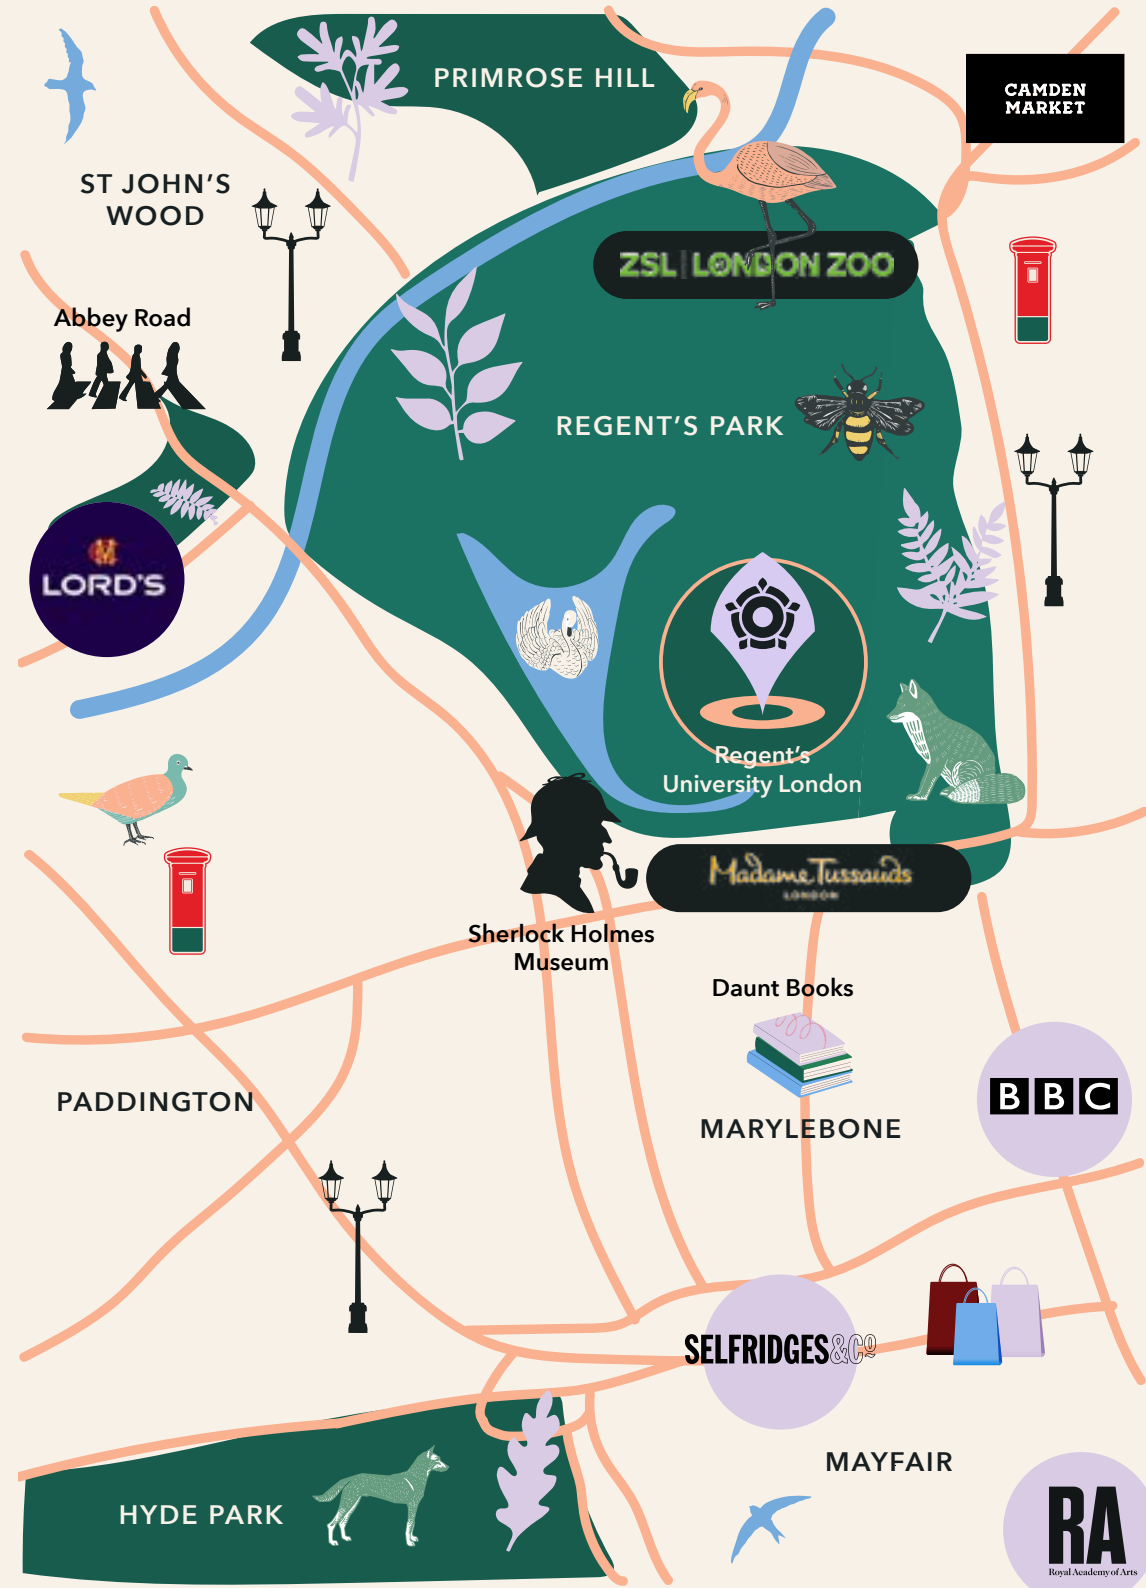 PRIMROSE HILL
CAMDEN
MARKET
ST JOHN'S
WOOD
ZSL LONDON ZOO
Abbey Road
REGENT'S PARK
LORD'S
Regent's
University London
Madame Tussauds
LONDON
Sherlock Holmes
Museum
Daunt Books
BBC
PADDINGTON
MARYLEBONE
SELFRIDGES&Co
MAYFAIR
HYDE PARK
RA
Royal Academy of Arts